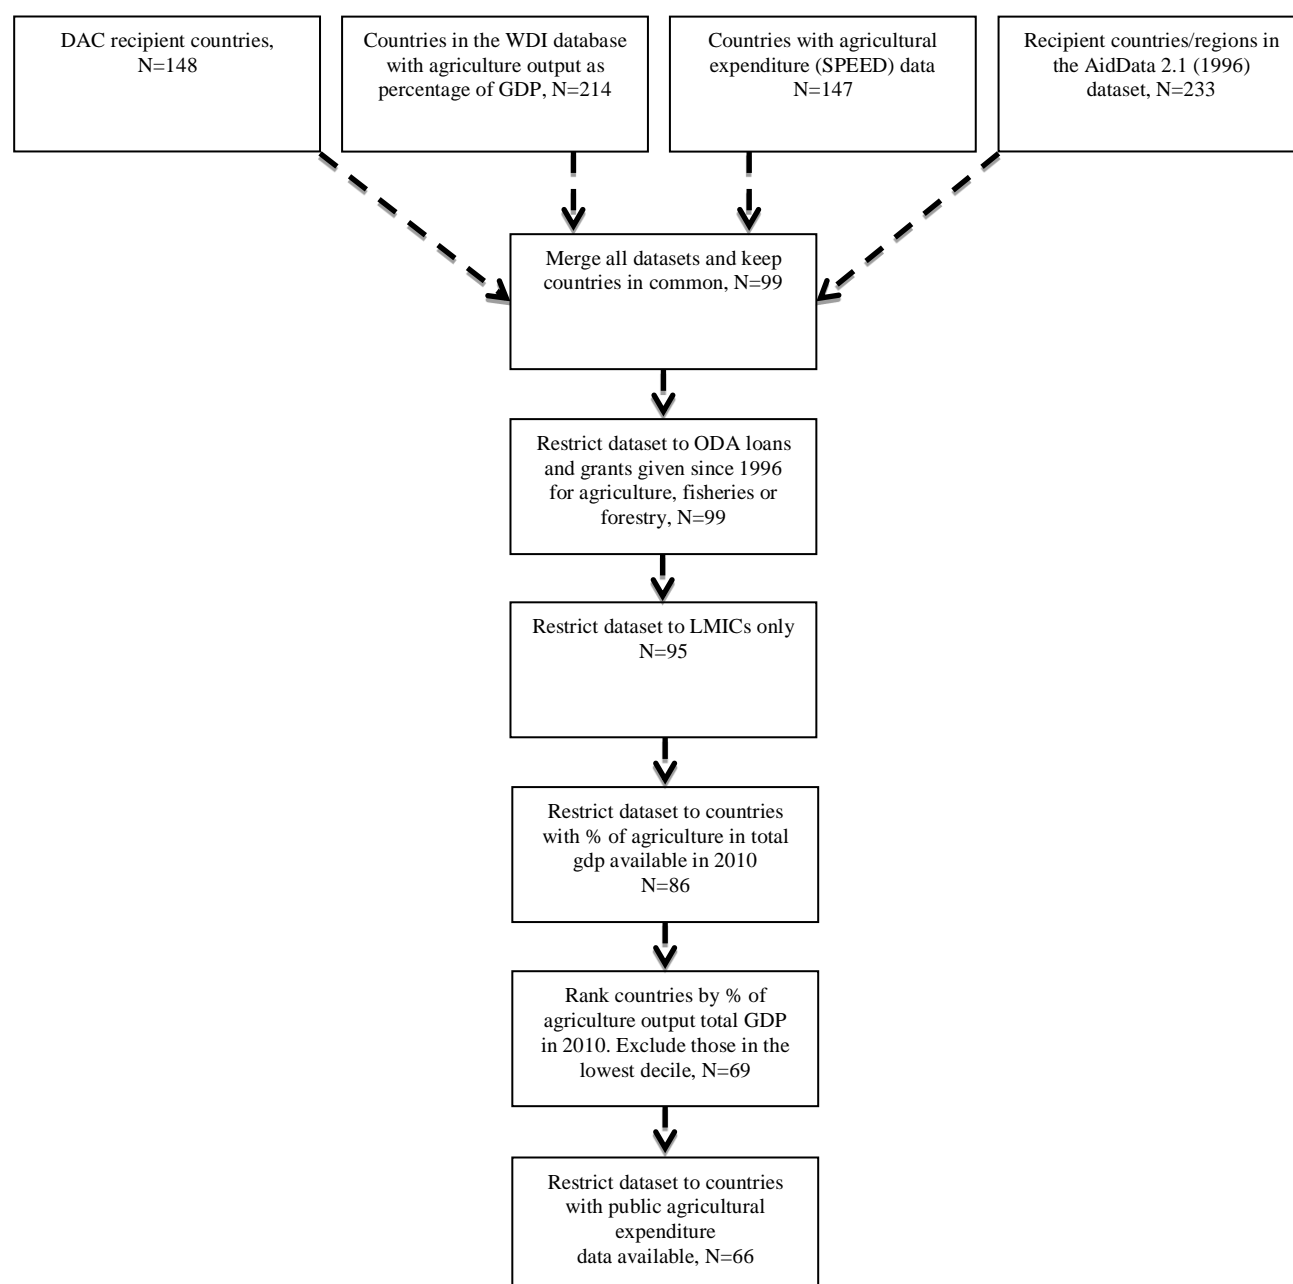 DAC recipient countries,
N=148
Countries in the WDI database
with agriculture output as
percentage of GDP, N=214
Countries with agricultural
expenditure (SPEED) data
N=147
Recipient countries/regions in
the AidData 2.1 (1996)
dataset, N=233
Merge all datasets and keep
countries in common, N=99
Restrict dataset to ODA loans
and grants given since 1996
for agriculture, fisheries or
forestry, N=99
Restrict dataset to LMICs only
N=95
Restrict dataset to countries
with % of agriculture in total
gdp available in 2010
N=86
Rank countries by % of
agriculture output total GDP
in 2010. Exclude those in the
lowest decile, N=69
Restrict dataset to countries
with public agricultural
expenditure
data available, N=66